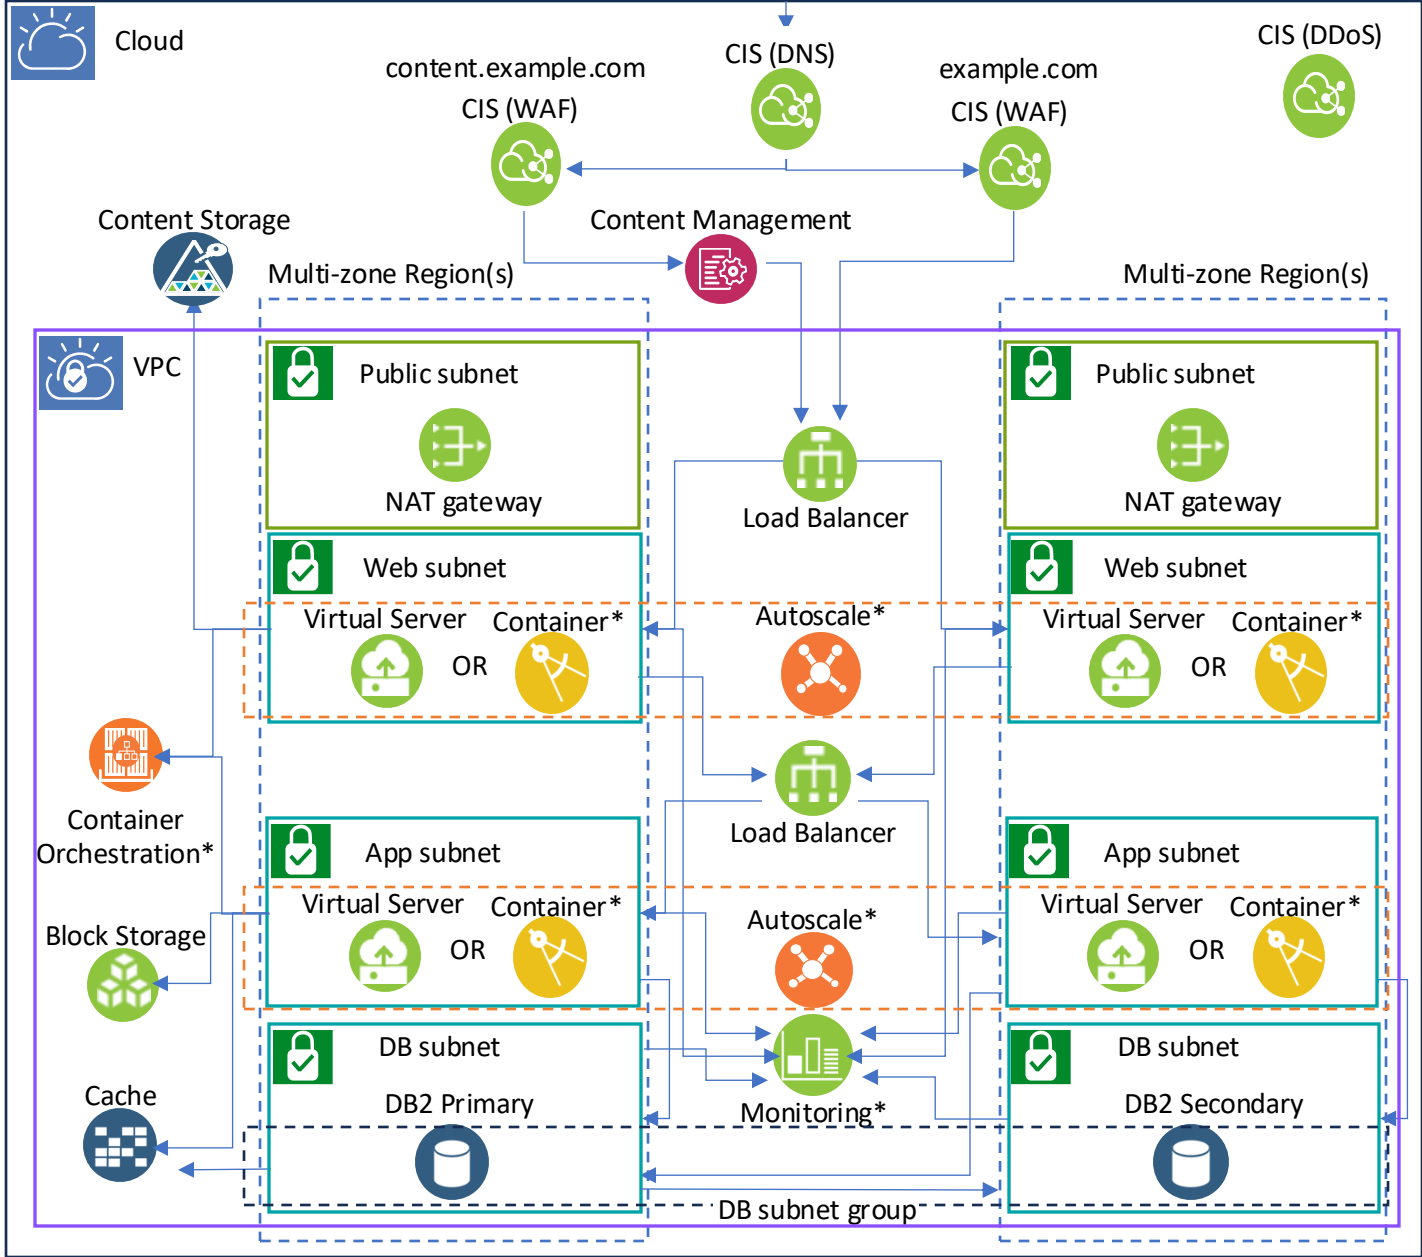 Cloud
CIS (DDoS)
CIS (DNS)
content.example.com
example.com
CIS (WAF)
CIS (WAF)
Content Storage
Content Management
Multi-zone Region(s)
Multi-zone Region(s)
VPC
Public subnet
Public subnet
NAT gateway
NAT gateway
Load Balancer
Web subnet
Web subnet
Virtual Server
Container*
Autoscale*
Virtual Server
Container*
OR
OR
Container
Orchestration*
Load Balancer
App subnet
App subnet
Virtual Server
Container*
Autoscale*
Virtual Server
Container*
Block Storage
OR
OR
DB subnet
DB subnet
Cache
DB2 Primary
Monitoring*
DB2 Secondary
DB subnet group